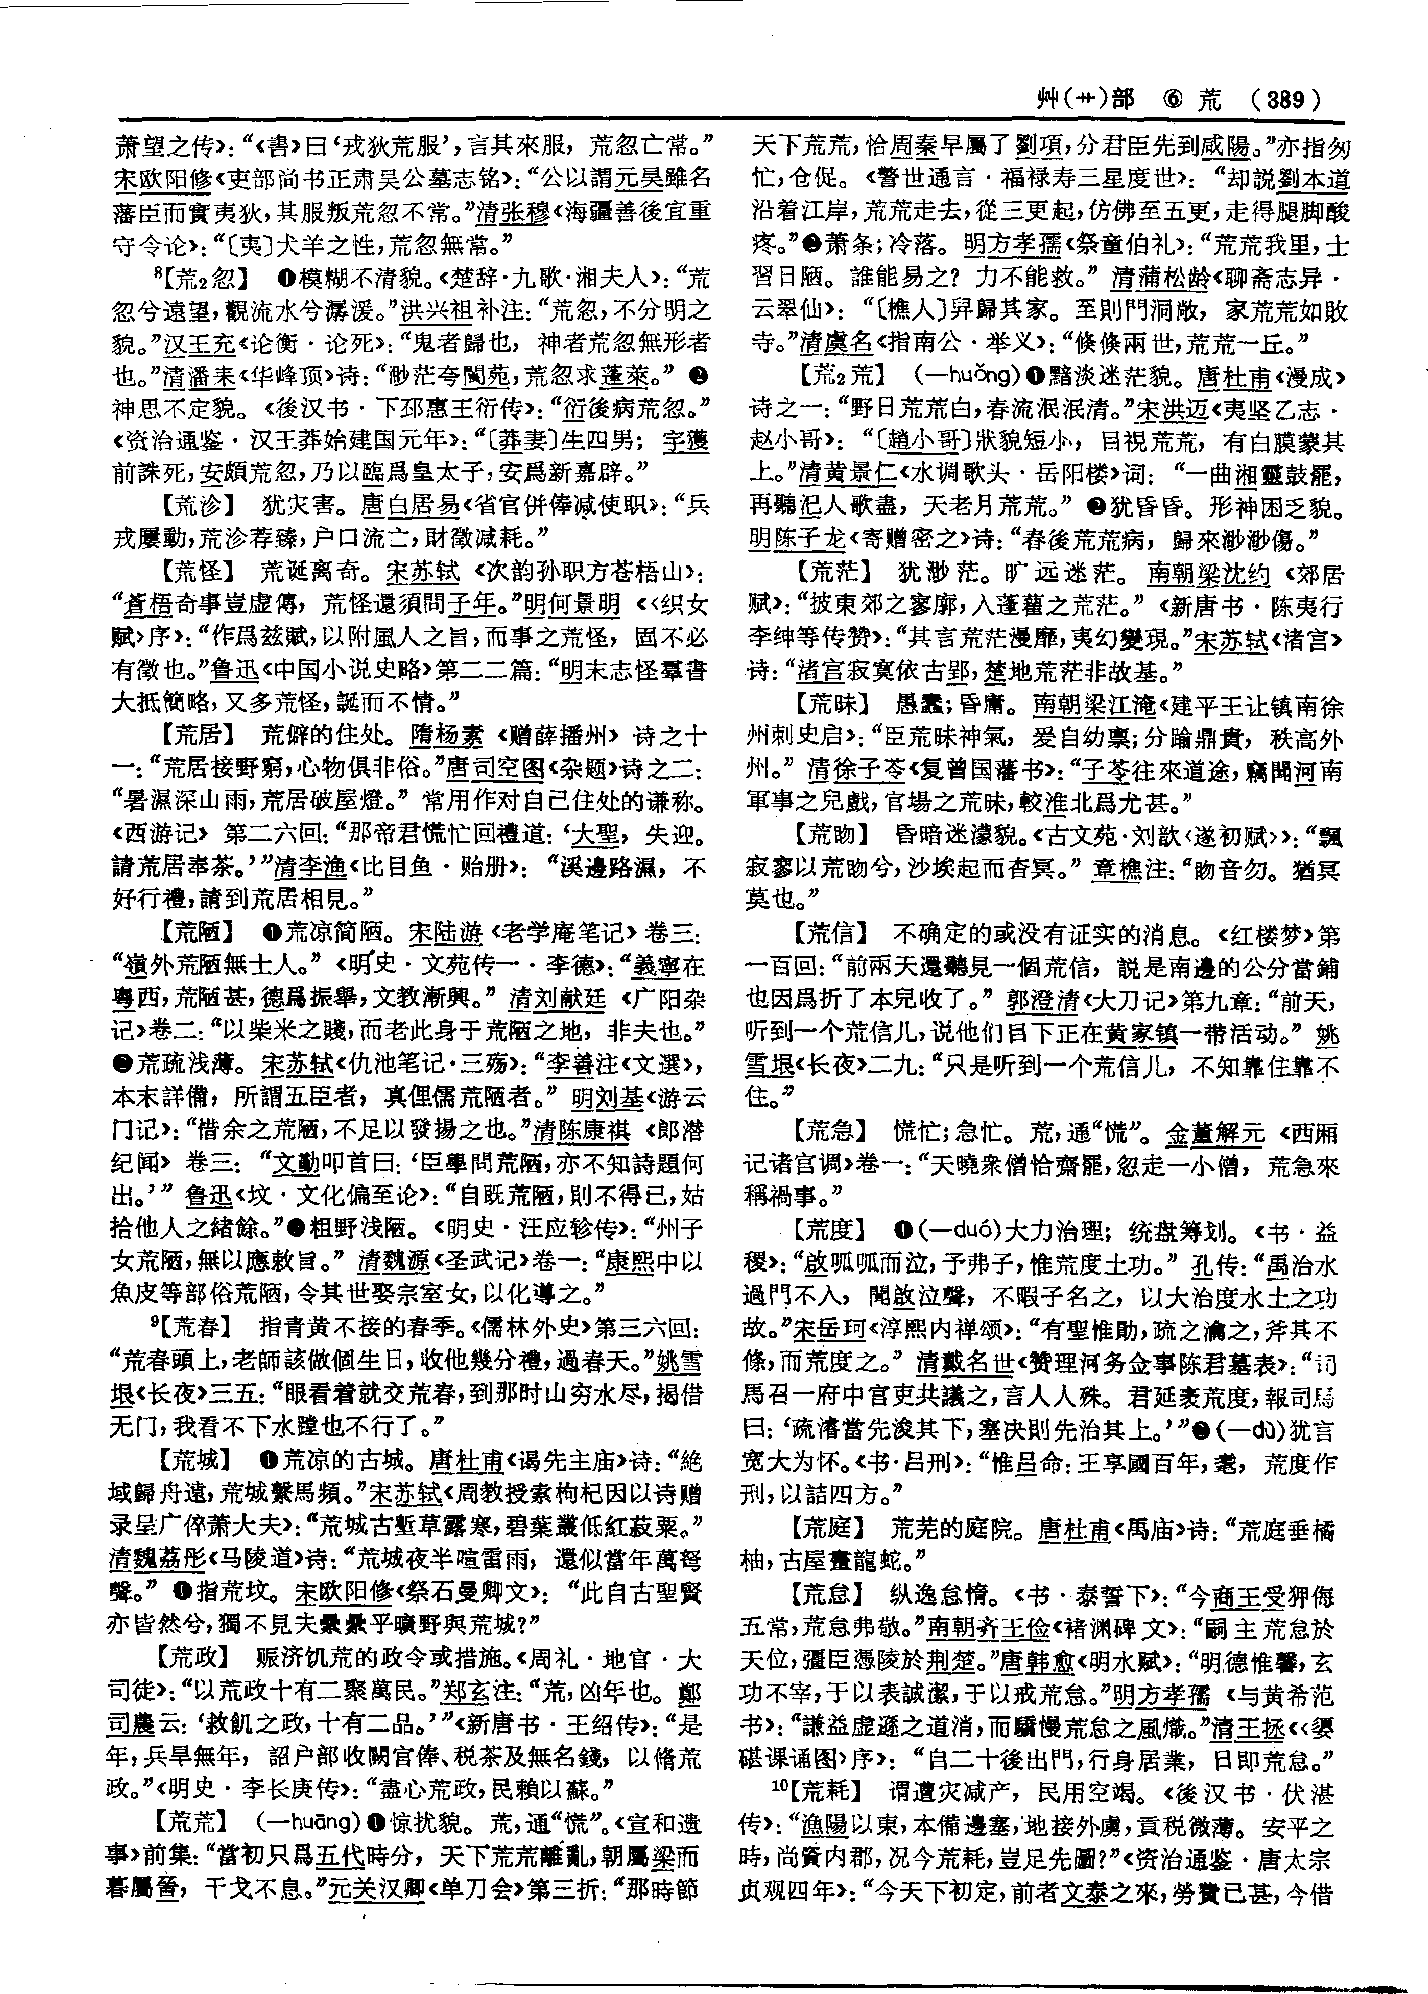 艸(艹)部 ⑥ 荒 (389)
萧望之传》：“《書》曰‘戎狄荒服’，言其來服，荒忽亡常。”
宋欧阳修《吏部尚书正肃吴公墓志铭》：“公以謂元昊雖名
藩臣而實夷狄，其服叛荒忽不常。”清张穆《海疆善後宜重
守令论》：“〔夷〕犬羊之性，荒忽無常。”
⁸【荒₂忽】 ❶模糊不清貌。《楚辞·九歌·湘夫人》：“荒
忽兮遠望，觀流水兮潺湲。”洪兴祖补注：“荒忽，不分明之
貌。”汉王充《论衡·论死》：“鬼者歸也，神者荒忽無形者
也。”清潘耒《华峰顶》诗：“渺茫夸閬苑，荒忽求蓬萊。” ❷
神思不定貌。《後汉书·下邳惠王衍传》：“衍後病荒忽。”
《资治通鉴·汉王莽始建国元年》：“〔莽妻〕生四男；宇獲
前誅死，安頗荒忽，乃以臨爲皇太子，安爲新嘉辟。”
【荒沴】 犹灾害。唐白居易《省官併俸减使职》：“兵
戎屢動，荒沴荐臻，户口流亡，財徵减耗。”
【荒怪】 荒诞离奇。宋苏轼《次韵孙职方苍梧山》：
“蒼梧奇事豈虚傳，荒怪還須問子年。”明何景明《〈织女
赋〉序》：“作爲兹賦，以附風人之旨，而事之荒怪，固不必
有徵也。”鲁迅《中国小说史略》第二二篇：“明末志怪羣書
大抵簡略，又多荒怪，誕而不情。”
【荒居】 荒僻的住处。隋杨素《赠薛播州》诗之十
一：“荒居接野窮，心物俱非俗。”唐司空图《杂题》诗之二：
“暑濕深山雨，荒居破屋燈。” 常用作对自己住处的谦称。
《西游记》第二六回：“那帝君慌忙回禮道：‘大聖，失迎。
請荒居奉茶。’”清李渔《比目鱼·贻册》：“溪邊路濕，不
好行禮，請到荒居相見。”
【荒陋】 ❶荒凉简陋。宋陆游《老学庵笔记》卷三：
“嶺外荒陋無士人。”《明史·文苑传一·李德》：“義寧在
粤西，荒陋甚，德爲振舉，文教漸興。” 清刘献廷《广阳杂
记》卷二：“以柴米之賤，而老此身于荒陋之地，非夫也。”
❷荒疏浅薄。宋苏轼《仇池笔记·三殇》：“李善注《文選》，
本末詳備，所謂五臣者，真俚儒荒陋者。” 明刘基《游云
门记》：“惜余之荒陋，不足以發揚之也。”清陈康祺《郎潜
纪闻》卷三：“文勤叩首曰：‘臣學問荒陋，亦不知詩題何
出。’” 鲁迅《坟·文化偏至论》：“自既荒陋，則不得已，姑
拾他人之緒餘。”❸粗野浅陋。《明史·汪应轸传》：“州子
女荒陋，無以應敕旨。” 清魏源《圣武记》卷一：“康熙中以
魚皮等部俗荒陋，令其世娶宗室女，以化導之。”
⁹【荒春】 指青黄不接的春季。《儒林外史》第三六回：
“荒春頭上，老師該做個生日，收他幾分禮，過春天。”姚雪
垠《长夜》三五：“眼看着就交荒春，到那时山穷水尽，揭借
无门，我看不下水蹚也不行了。”
【荒城】 ❶荒凉的古城。唐杜甫《谒先主庙》诗：“絶
域歸舟遠，荒城繫馬頻。”宋苏轼《周教授索枸杞因以诗赠
录呈广倅萧大夫》：“荒城古塹草露寒，碧葉叢低紅菽粟。”
清魏荔彤《马陵道》诗：“荒城夜半喧雷雨，還似當年萬弩
聲。” ❷指荒坟。宋欧阳修《祭石曼卿文》：“此自古聖賢
亦皆然兮，獨不見夫纍纍乎曠野與荒城？”
【荒政】 赈济饥荒的政令或措施。《周礼·地官·大
司徒》：“以荒政十有二聚萬民。”郑玄注：“荒，凶年也。鄭
司農云：‘救飢之政，十有二品。’”《新唐书·王绍传》：“是
年，兵旱無年，詔户部收闕官俸、税茶及無名錢，以脩荒
政。”《明史·李长庚传》：“盡心荒政，民賴以蘇。”
【荒荒】 （一huāng）❶惊扰貌。荒，通“慌”。《宣和遗
事》前集：“當初只爲五代時分，天下荒荒離亂，朝屬梁而
暮屬晉，干戈不息。”元关汉卿《单刀会》第三折：“那時節
天下荒荒，恰周秦早屬了劉項，分君臣先到咸陽。”亦指匆
忙，仓促。《警世通言·福禄寿三星度世》：“却説劉本道
沿着江岸，荒荒走去，從三更起，仿佛至五更，走得腿脚酸
疼。”❷萧条；冷落。明方孝孺《祭童伯礼》：“荒荒我里，士
習日陋。誰能易之？力不能救。” 清蒲松龄《聊斋志异·
云翠仙》：“〔樵人〕舁歸其家。至則門洞敞，家荒荒如敗
寺。”清虞名《指南公·举义》：“倏倏兩世，荒荒一丘。”
【荒₂荒】 （一huǒng）❶黯淡迷茫貌。唐杜甫《漫成》
诗之一：“野日荒荒白，春流泯泯清。”宋洪迈《夷坚乙志·
赵小哥》：“〔趙小哥〕狀貌短小，目視荒荒，有白膜蒙其
上。”清黄景仁《水调歌头·岳阳楼》词：“一曲湘靈鼓罷，
再聽汜人歌盡，天老月荒荒。” ❷犹昏昏。形神困乏貌。
明陈子龙《寄赠密之》诗：“春後荒荒病，歸來渺渺傷。”
【荒茫】 犹渺茫。旷远迷茫。南朝梁沈约《郊居
赋》：“披東郊之寥廓，入蓬藋之荒茫。”《新唐书·陈夷行
李绅等传赞》：“其言荒茫漫靡，夷幻變現。”宋苏轼《渚宫》
诗：“渚宫寂寞依古郢，楚地荒茫非故基。”
【荒昧】 愚蠢；昏庸。南朝梁江淹《建平王让镇南徐
州刺史启》：“臣荒昧神氣，爰自幼禀；分踰鼎貴，秩高外
州。” 清徐子苓《复曾国藩书》：“子苓往來道途，竊聞河南
軍事之兒戲，官場之荒昧，較淮北爲尤甚。”
【荒眒】 昏暗迷濛貌。《古文苑·刘歆〈遂初赋〉》：“飄
寂寥以荒眒兮，沙埃起而杳冥。” 章樵注：“眒音勿。猶冥
莫也。”
【荒信】 不确定的或没有证实的消息。《红楼梦》第
一百回：“前兩天還聽見一個荒信，説是南邊的公分當鋪
也因爲折了本兒收了。” 郭澄清《大刀记》第九章：“前天，
听到一个荒信儿，说他们目下正在黄家镇一带活动。” 姚
雪垠《长夜》二九：“只是听到一个荒信儿，不知靠住靠不
住。”
【荒急】 慌忙；急忙。荒，通“慌”。金董解元《西厢
记诸宫调》卷一：“天曉衆僧恰齋罷，忽走一小僧，荒急來
稱禍事。”
【荒度】 ❶（一duó）大力治理；统盘筹划。《书·益
稷》：“啟呱呱而泣，予弗子，惟荒度土功。” 孔传：“禹治水
過門不入，聞啟泣聲，不暇子名之，以大治度水土之功
故。”宋岳珂《淳熙内禅颂》：“有聖惟勛，疏之瀹之，斧其不
條，而荒度之。” 清戴名世《赞理河务佥事陈君墓表》：“司
馬召一府中官吏共議之，言人人殊。君延袤荒度，報司馬
曰：‘疏濬當先浚其下，塞决則先治其上。’”❷（一dù）犹言
宽大为怀。《书·吕刑》：“惟吕命：王享國百年，耄，荒度作
刑，以詰四方。”
【荒庭】 荒芜的庭院。唐杜甫《禹庙》诗：“荒庭垂橘
柚，古屋畫龍蛇。”
【荒怠】 纵逸怠惰。《书·泰誓下》：“今商王受狎侮
五常，荒怠弗敬。”南朝齐王俭《褚渊碑文》：“嗣主荒怠於
天位，彊臣憑陵於荆楚。”唐韩愈《明水赋》：“明德惟馨，玄
功不宰，于以表誠潔，于以戒荒怠。”明方孝孺《与黄希范
书》：“謙益虚遜之道消，而驕慢荒怠之風熾。”清王拯《〈媭
碪课诵图〉序》：“自二十後出門，行身居業，日即荒怠。”
¹⁰【荒耗】 谓遭灾减产，民用空竭。《後汉书·伏湛
传》：“漁陽以東，本備邊塞，地接外虜，貢税微薄。安平之
時，尚資内郡，况今荒耗，豈足先圖？”《资治通鉴·唐太宗
贞观四年》：“今天下初定，前者文泰之來，勞費已甚，今借